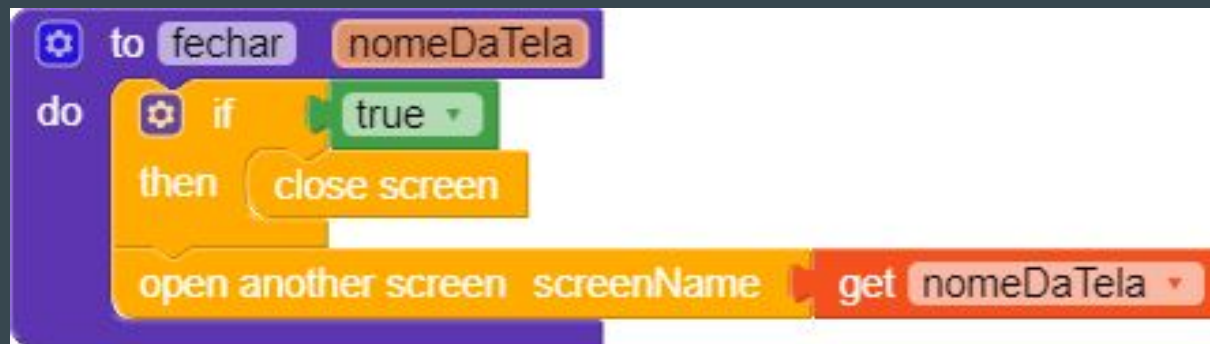 to fechar nomeDaTela
do if true
then close screen
open another screen screenName get nomeDaTela